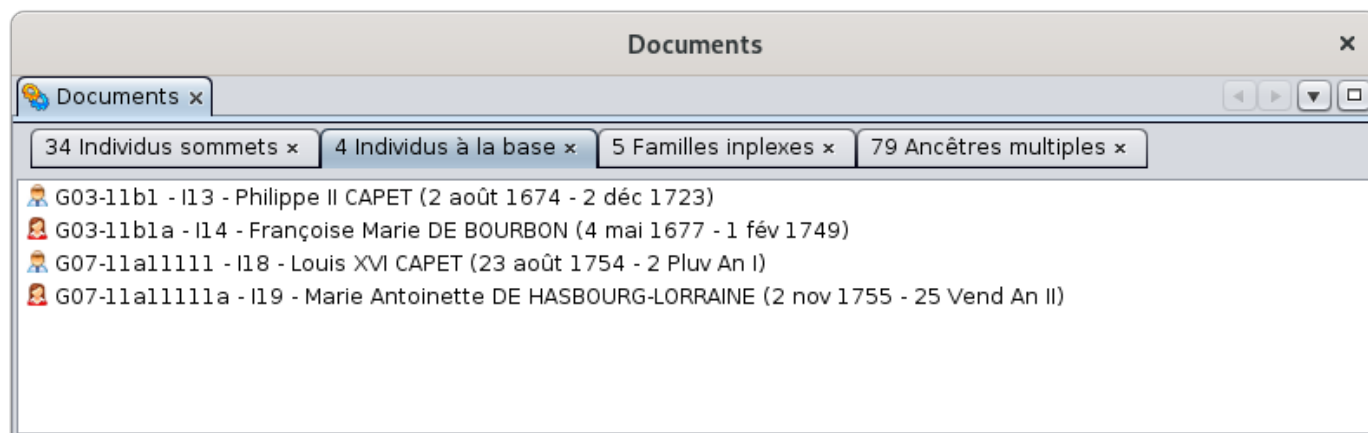 Documents
Documents
34 Individus sommets
4 Individus à la base
5 Familles inplexes
79 Ancêtres multiples
G03-11b1 - I13 - Philippe II CAPET (2 août 1674 - 2 déc 1723)
G03-11b1a - I14 - Françoise Marie DE BOURBON (4 mai 1677 - 1 fév 1749)
G07-11a11111 - I18 - Louis XVI CAPET (23 août 1754 - 2 Pluv An I)
G07-11a11111a - I19 - Marie Antoinette DE HASBOURG-LORRAINE (2 nov 1755 - 25 Vend An II)